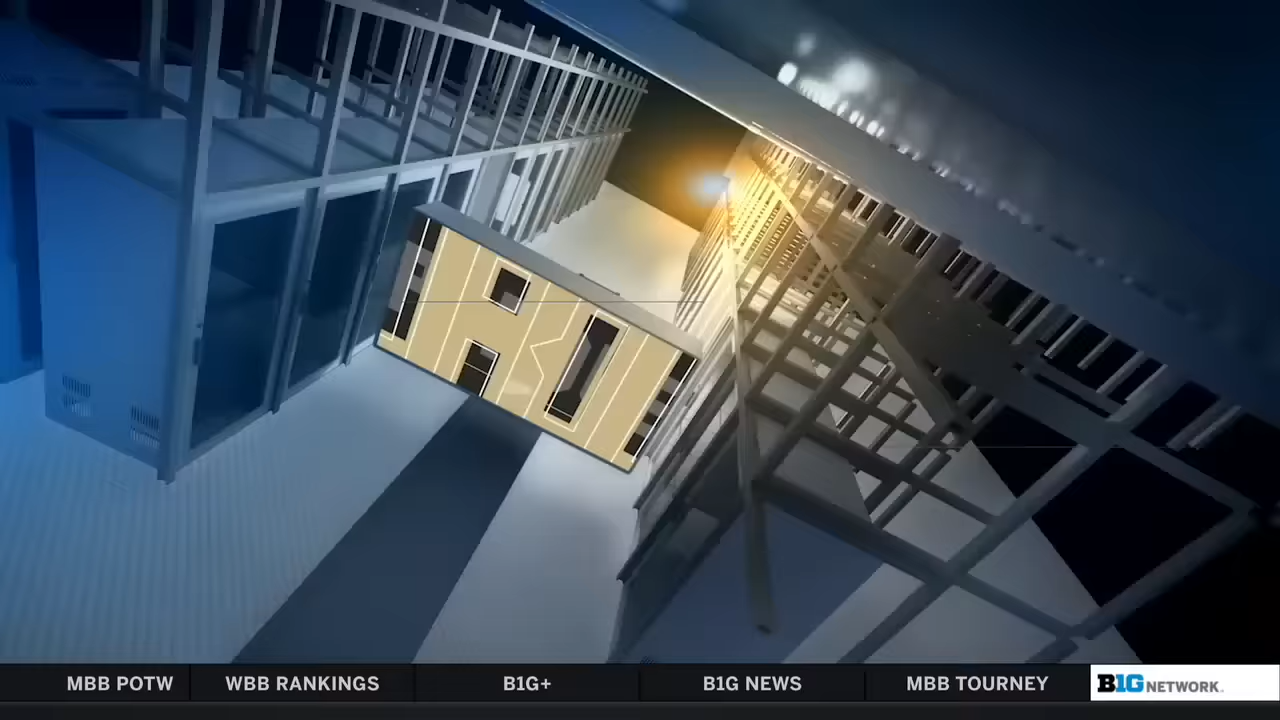 MBB POTW
WBB RANKINGS
B1G+
B1G NEWS
MBB TOURNEY
B1G NETWORK